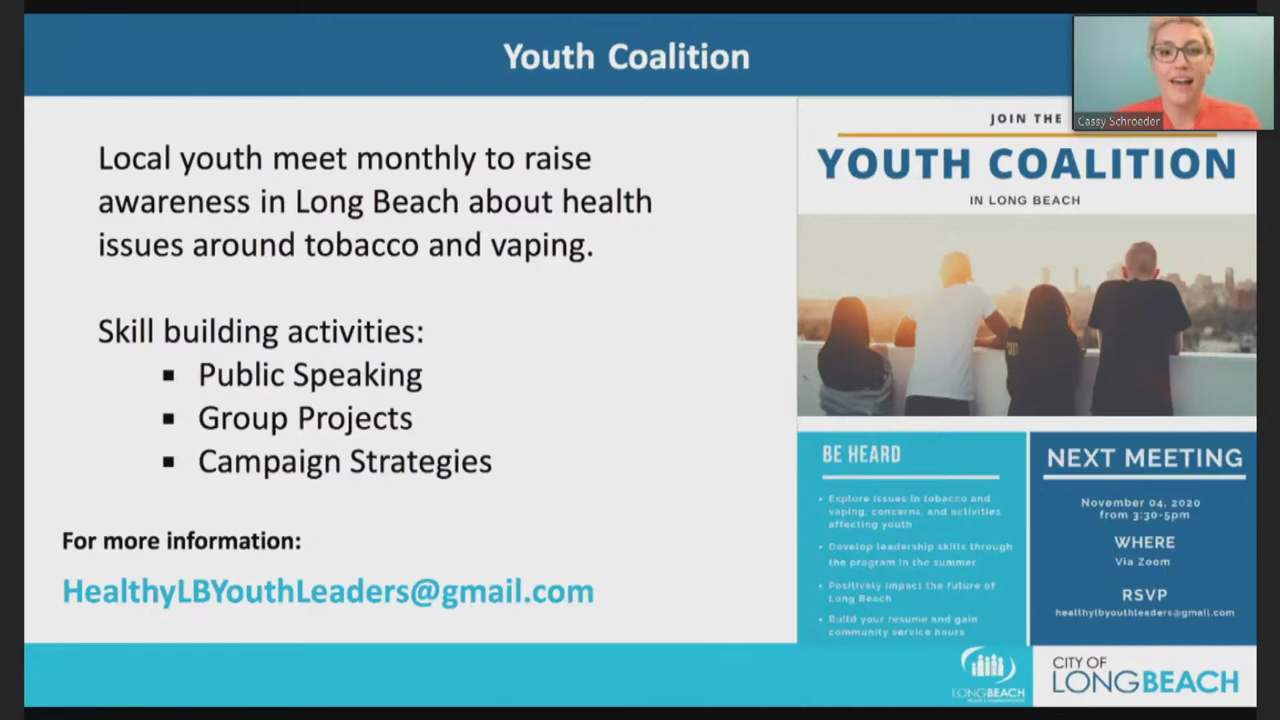 Youth Coalition
Cassy Schroeder
Local youth meet monthly to raise
awareness in Long Beach about health
issues around tobacco and vaping.
Skill building activities:
▪ Public Speaking
▪ Group Projects
▪ Campaign Strategies
For more information:
HealthyLBYouthLeaders@gmail.com
JOIN THE
YOUTH COALITION
IN LONG BEACH
BE HEARD
• Explore issues in tobacco and
vaping, concerns, and activities
affecting youth
• Develop leadership skills through
the program in the summer
• Positively impact the future of
Long Beach
• Build your resume and gain
community service hours
NEXT MEETING
November 04, 2020
from 3:30-5pm
WHERE
Via Zoom
RSVP
healthylbyouthleaders@gmail.com
LONGBEACH
CITY OF
LONGBEACH